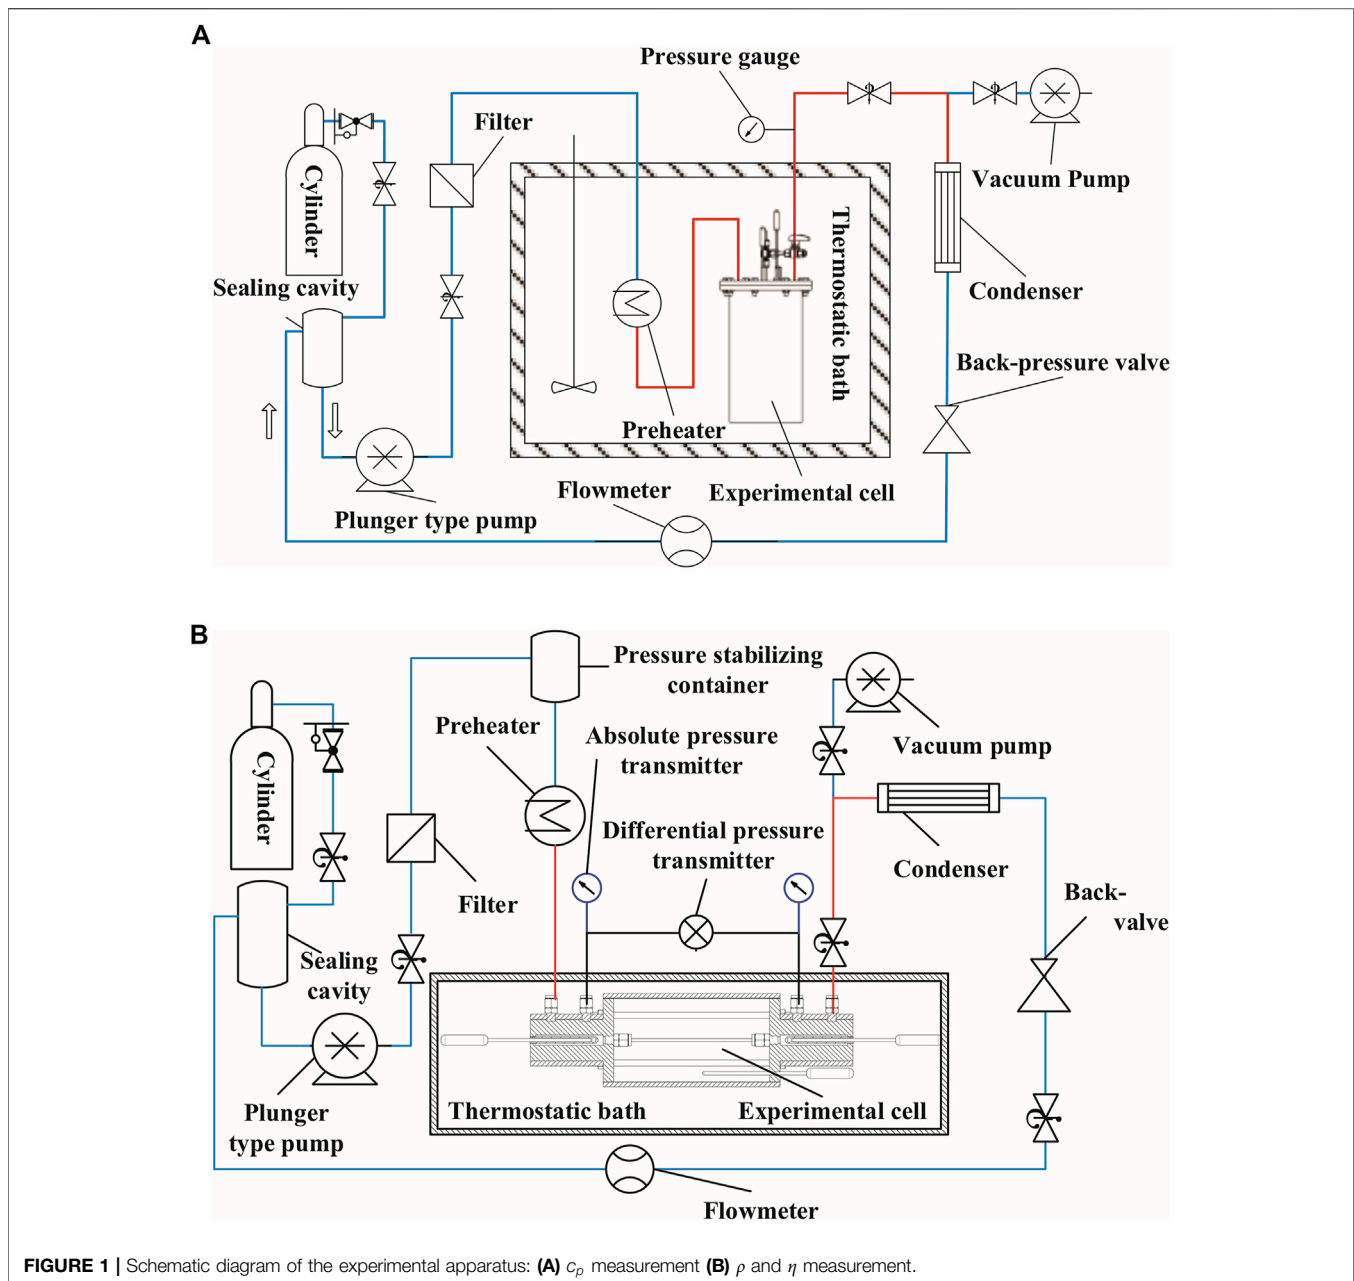 A
Pressure gauge
Filter
Cylinder
Vacuum Pump
Thermostatic bath
Sealing cavity
Condenser
Back-pressure valve
Preheater
Flowmeter
Experimental cell
Plunger type pump
B
Pressure stabilizing
container
Preheater
Absolute pressure
transmitter
Vacuum pump
Cylinder
Differential pressure
transmitter
Condenser
Filter
Back-
valve
Sealing
cavity
Plunger
type pump
Thermostatic bath
Experimental cell
Flowmeter
FIGURE 1 | Schematic diagram of the experimental apparatus: (A) cp measurement (B) ρ and η measurement.